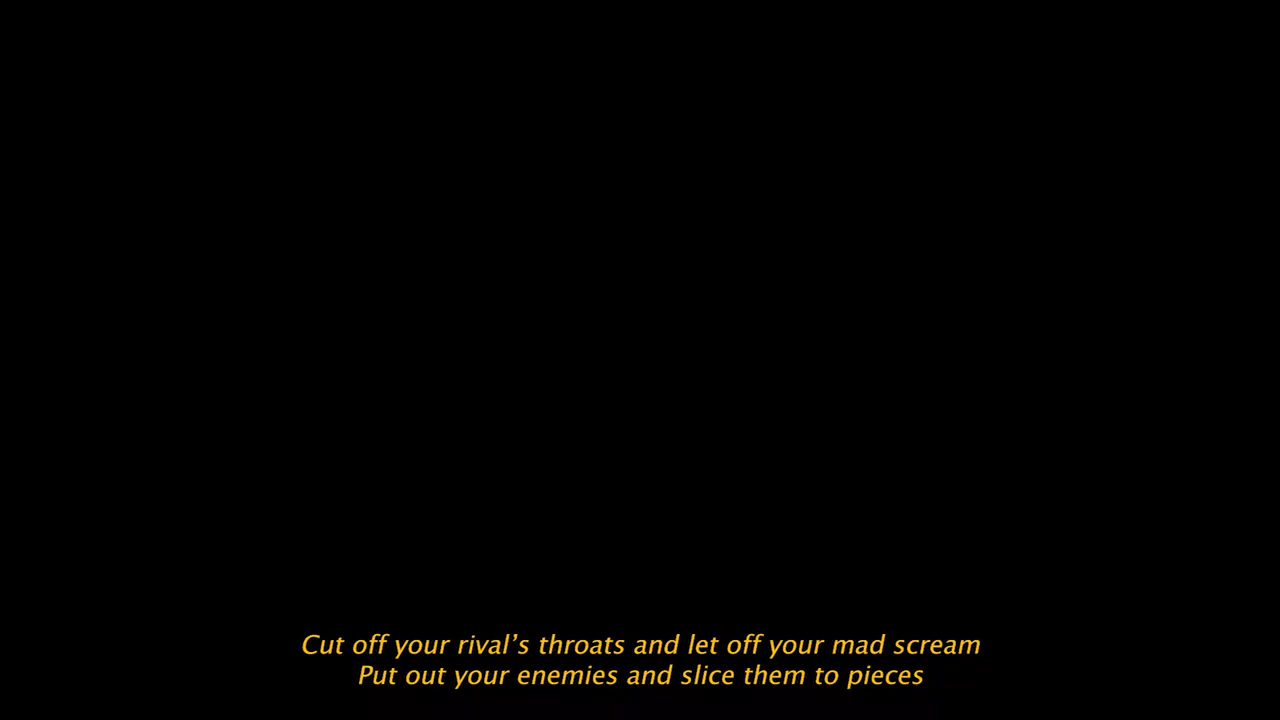 Cut off your rival’s throats and let off your mad scream
Put out your enemies and slice them to pieces